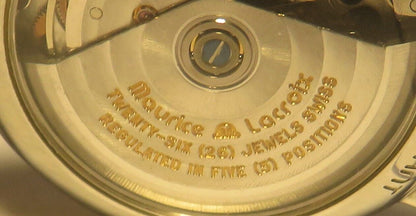 Maurice Lacroix
TWENTY-SIX (26) JEWELS SWISS
REGULATED IN FIVE (5) POSITIONS